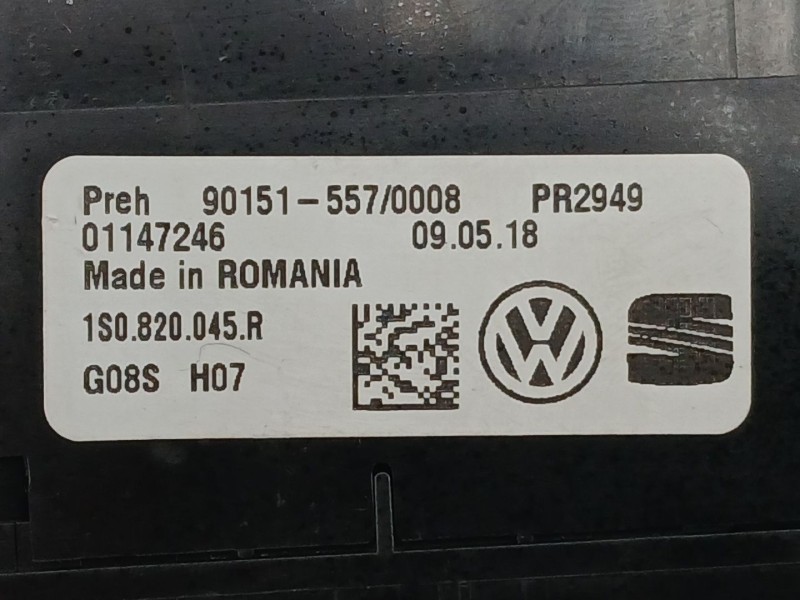 Preh 90151-557/0008 PR2949
01147246 09.05.18
Made in ROMANIA
1S0.820.045.R
G08S H07